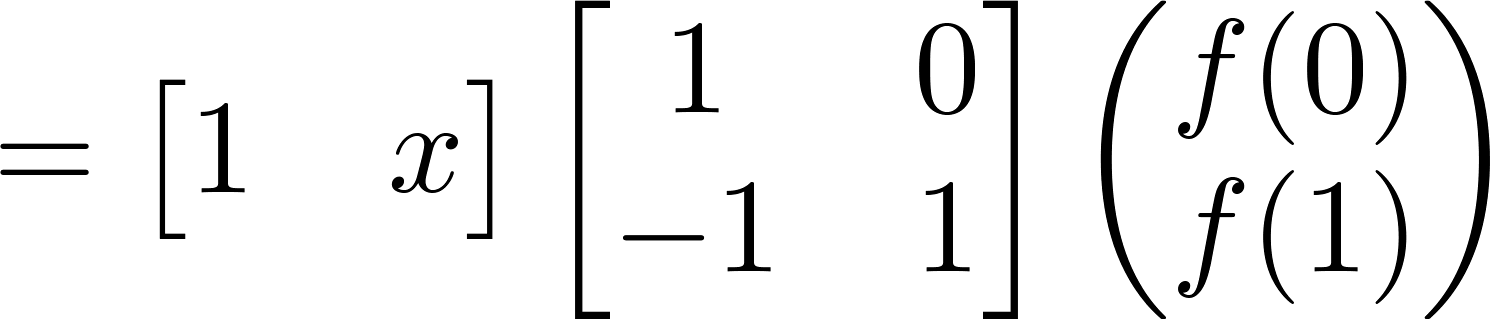 = [1 x] [1 0; −1 1] (f(0); f(1))